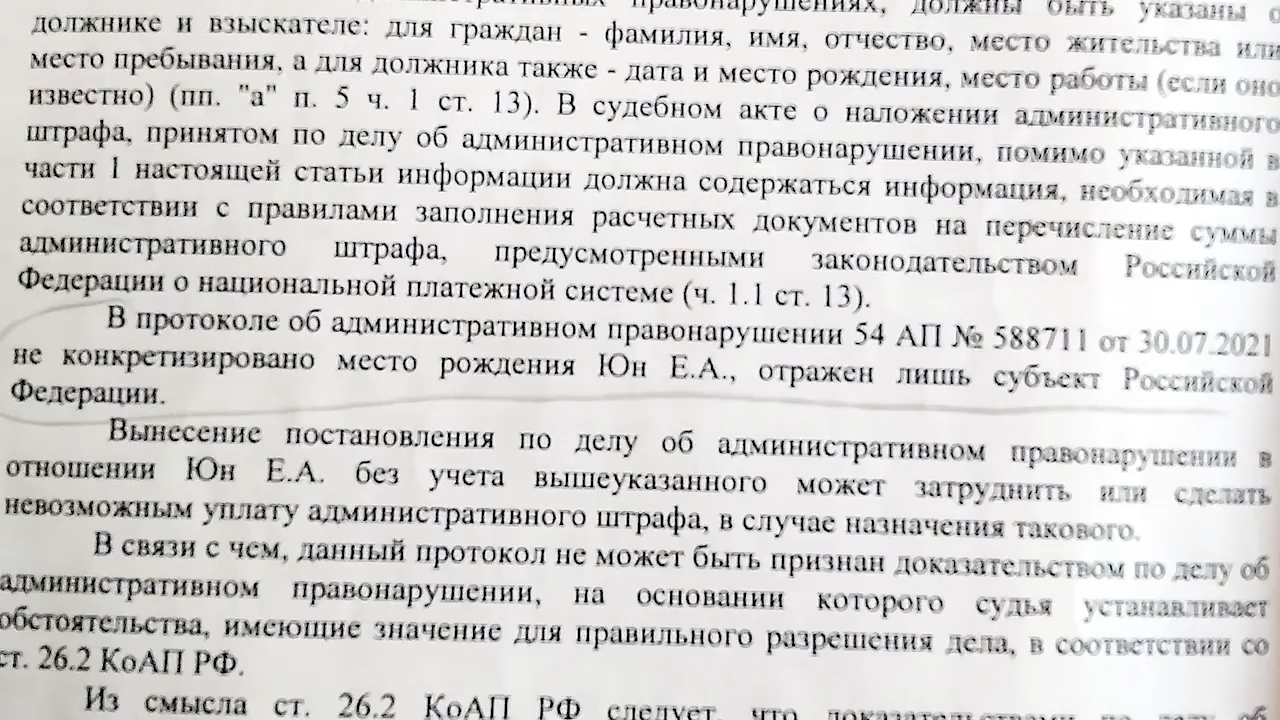 правонарушениях, должны быть указаны о
должнике и взыскателе: для граждан - фамилия, имя, отчество, место жительства или
место пребывания, а для должника также - дата и место рождения, место работы (если оно
известно) (пп. "а" п. 5 ч. 1 ст. 13). В судебном акте о наложении административного
штрафа, принятом по делу об административном правонарушении, помимо указанной в
части 1 настоящей статьи информации должна содержаться информация, необходимая в
соответствии с правилами заполнения расчетных документов на перечисление суммы
административного штрафа, предусмотренными законодательством Российской
Федерации о национальной платежной системе (ч. 1.1 ст. 13).
В протоколе об административном правонарушении 54 АП № 588711 от 30.07.2021
не конкретизировано место рождения Юн Е.А., отражен лишь субъект Российской
Федерации.
Вынесение постановления по делу об административном правонарушении в
отношении Юн Е.А. без учета вышеуказанного может затруднить или сделать
невозможным уплату административного штрафа, в случае назначения такового.
В связи с чем, данный протокол не может быть признан доказательством по делу об
административном правонарушении, на основании которого судья устанавливает
обстоятельства, имеющие значение для правильного разрешения дела, в соответствии со
ст. 26.2 КоАП РФ.
Из смысла ст. 26.2 КоАП РФ следует, что доказательствами по делу об